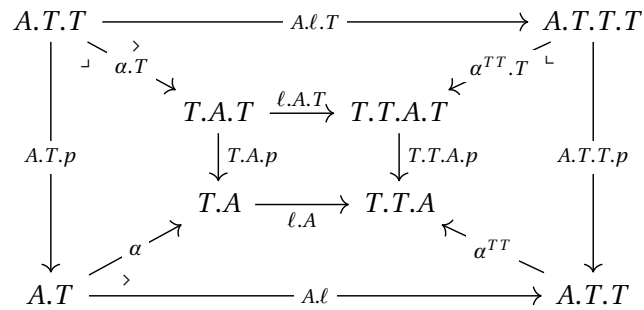 A.T.T A.ℓ.T A.T.T.T
α.T α^{TT}.T
T.A.T ℓ.A.T T.T.A.T
A.T.p T.A.p T.T.A.p A.T.T.p
T.A ℓ.A T.T.A
α α^{TT}
A.T A.ℓ A.T.T